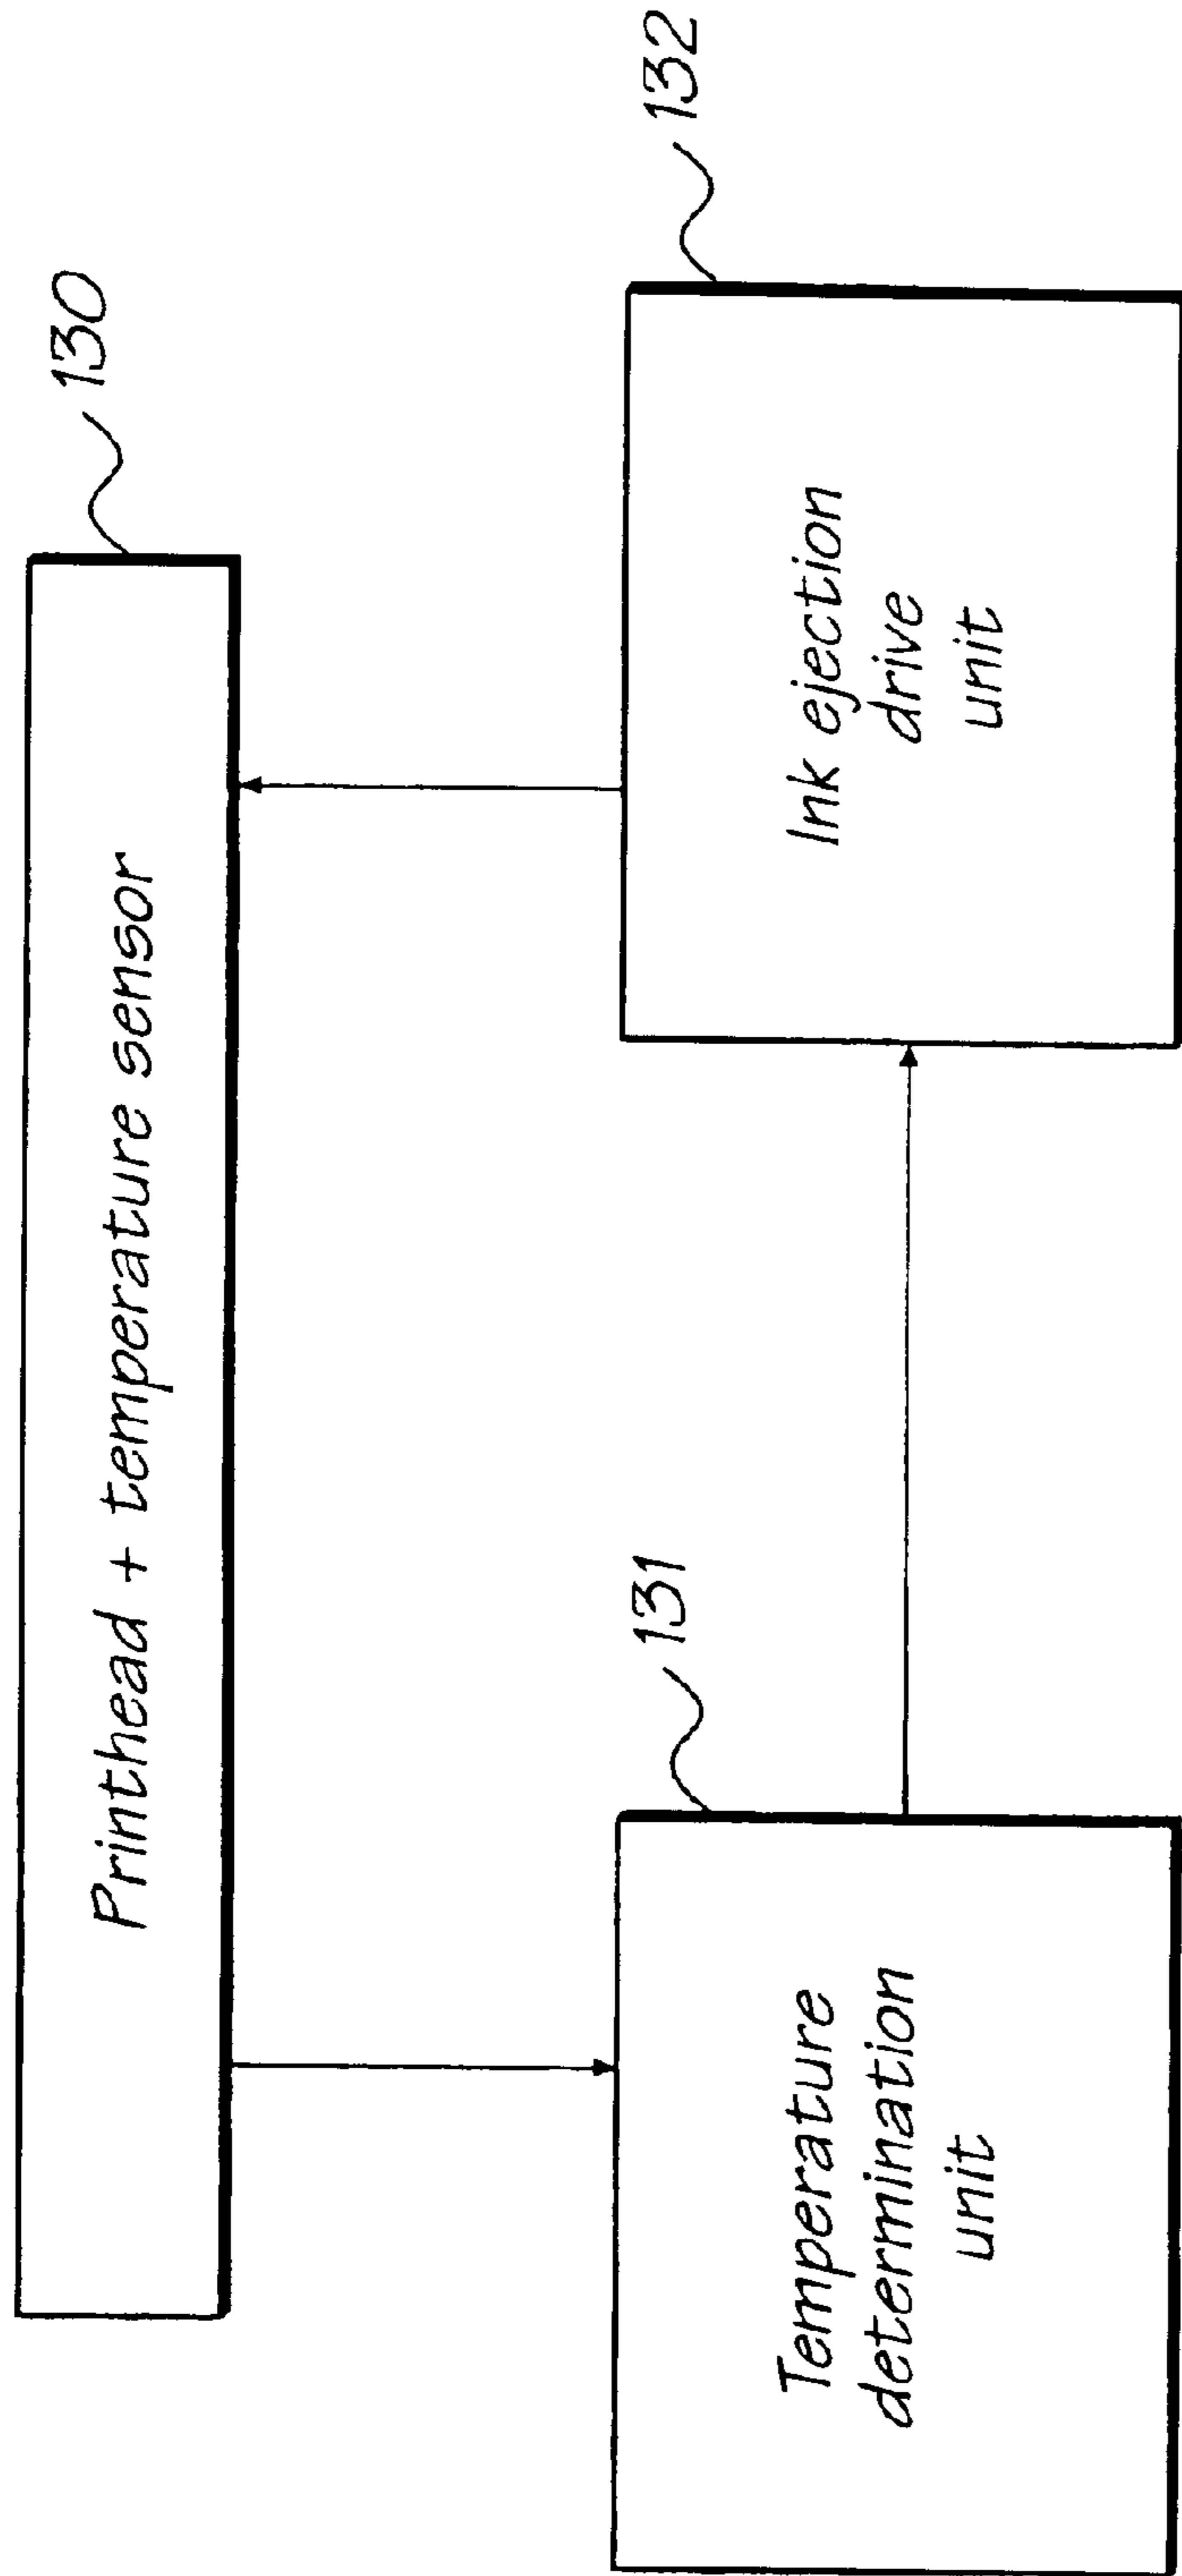 Printhead + temperature sensor
130
Temperature
determination
unit
131
Ink ejection
drive
unit
132